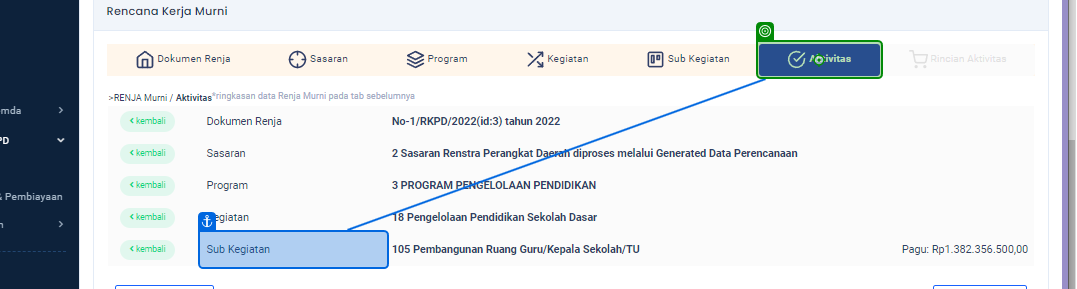 Rencana Kerja Murni
Dokumen Renja
Sasaran
Program
Kegiatan
Sub Kegiatan
Aktivitas
Rincian Aktivitas
>RENJA Murni / Aktivitas*ringkasan data Renja Murni pada tab sebelumnya
< kembali Dokumen Renja No-1/RKPD/2022(id:3) tahun 2022
< kembali Sasaran 2 Sasaran Renstra Perangkat Daerah diproses melalui Generated Data Perencanaan
< kembali Program 3 PROGRAM PENGELOLAAN PENDIDIKAN
< kembali Kegiatan 18 Pengelolaan Pendidikan Sekolah Dasar
< kembali Sub Kegiatan 105 Pembangunan Ruang Guru/Kepala Sekolah/TU Pagu: Rp1.382.356.500,00
mda
PD
& Pembiayaan